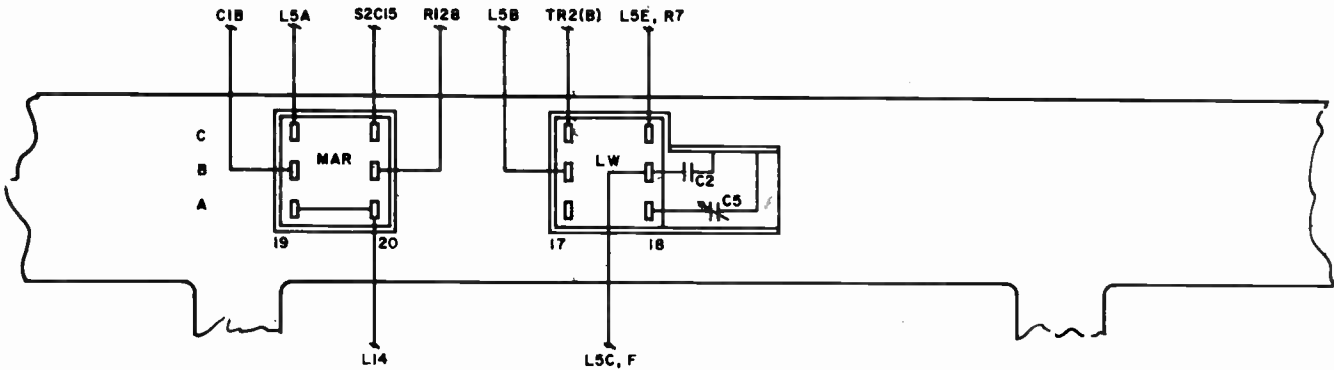 C1B L5A S2C15 R128 L5B TR2(B) L5E, R7
C
B MAR LW C2
A C5
19 20 17 18
L14 L5C, F